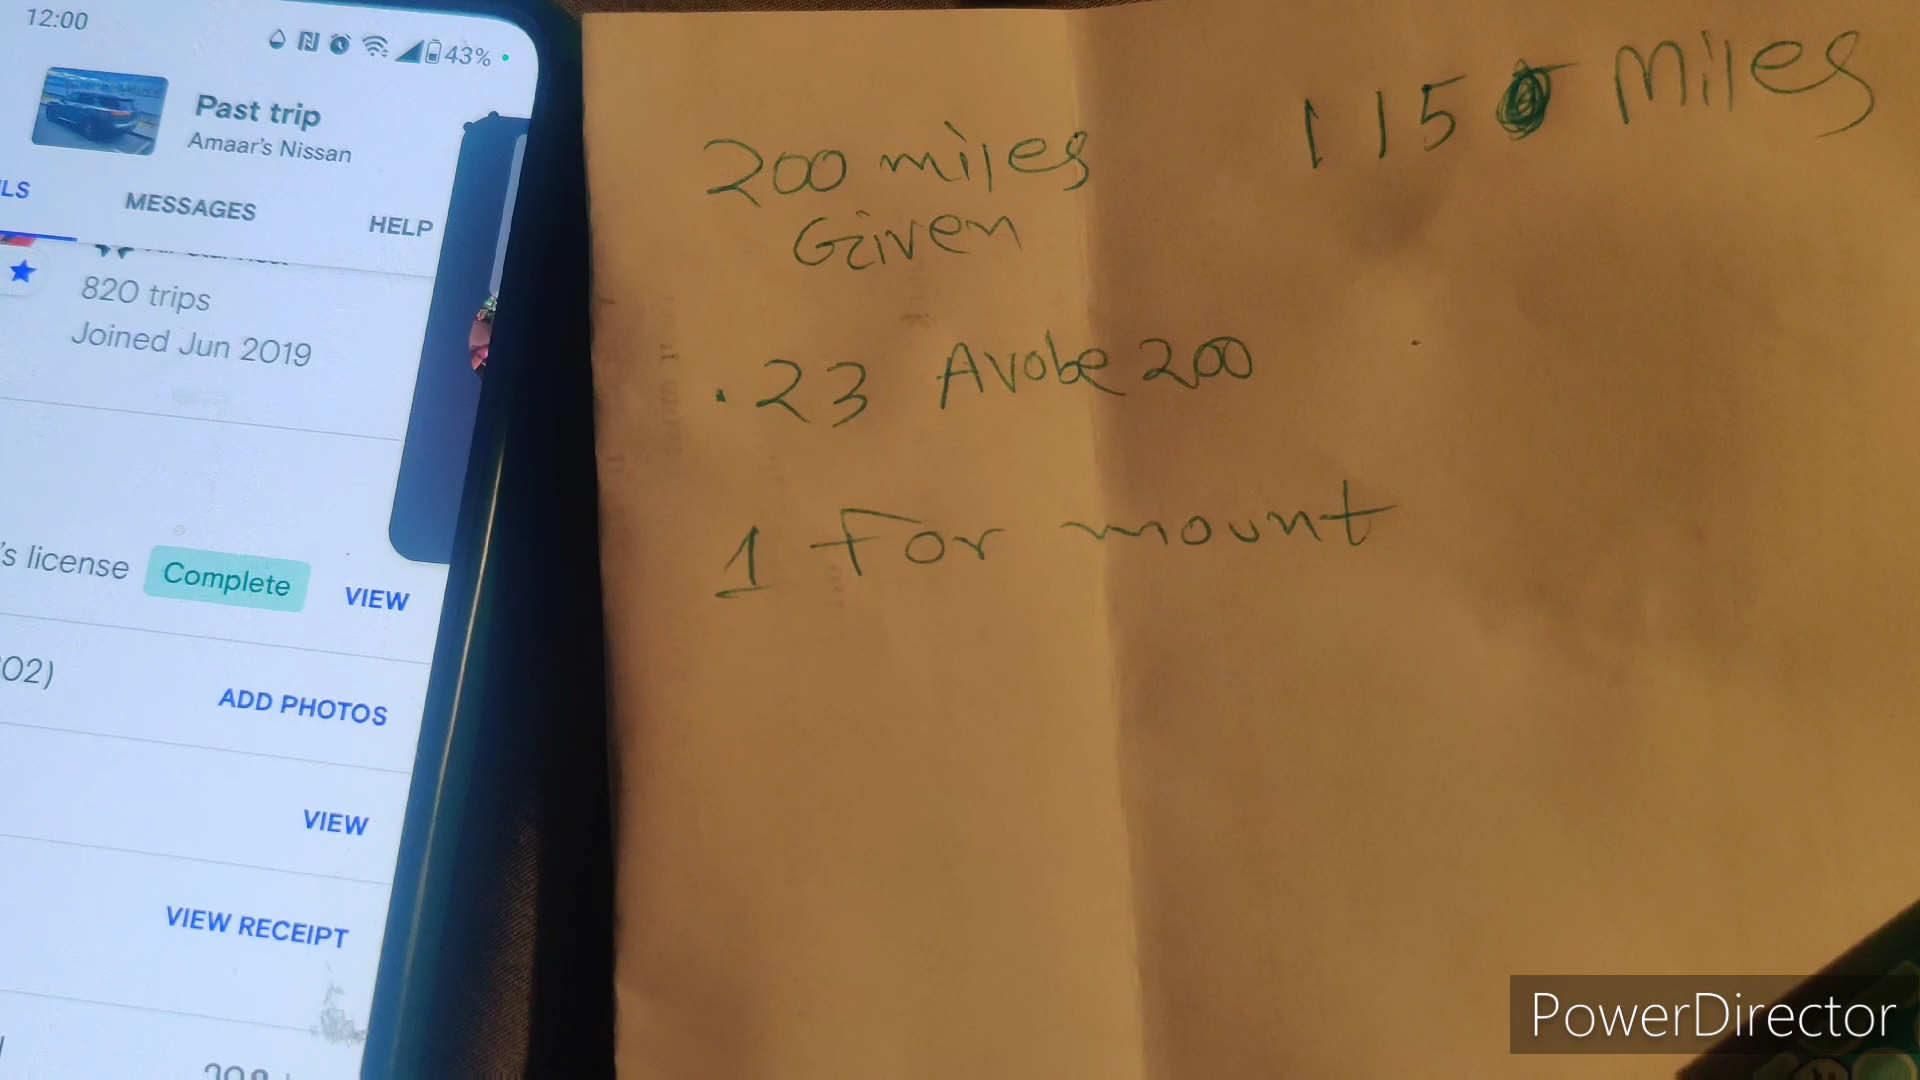 12:00
43%
Past trip
Amaar's Nissan
LS
MESSAGES
HELP
820 trips
Joined Jun 2019
's license
Complete
VIEW
02)
ADD PHOTOS
VIEW
VIEW RECEIPT
200 miles
Given
115 Miles
.23 Avobe 200
1 For mount
PowerDirector